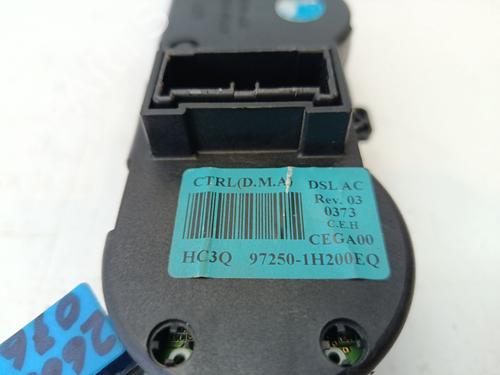 CTRL(D.M.A) DSL AC
Rev. 03
0373
C.E.H
CEGA00
HC3Q 97250-1H200EQ